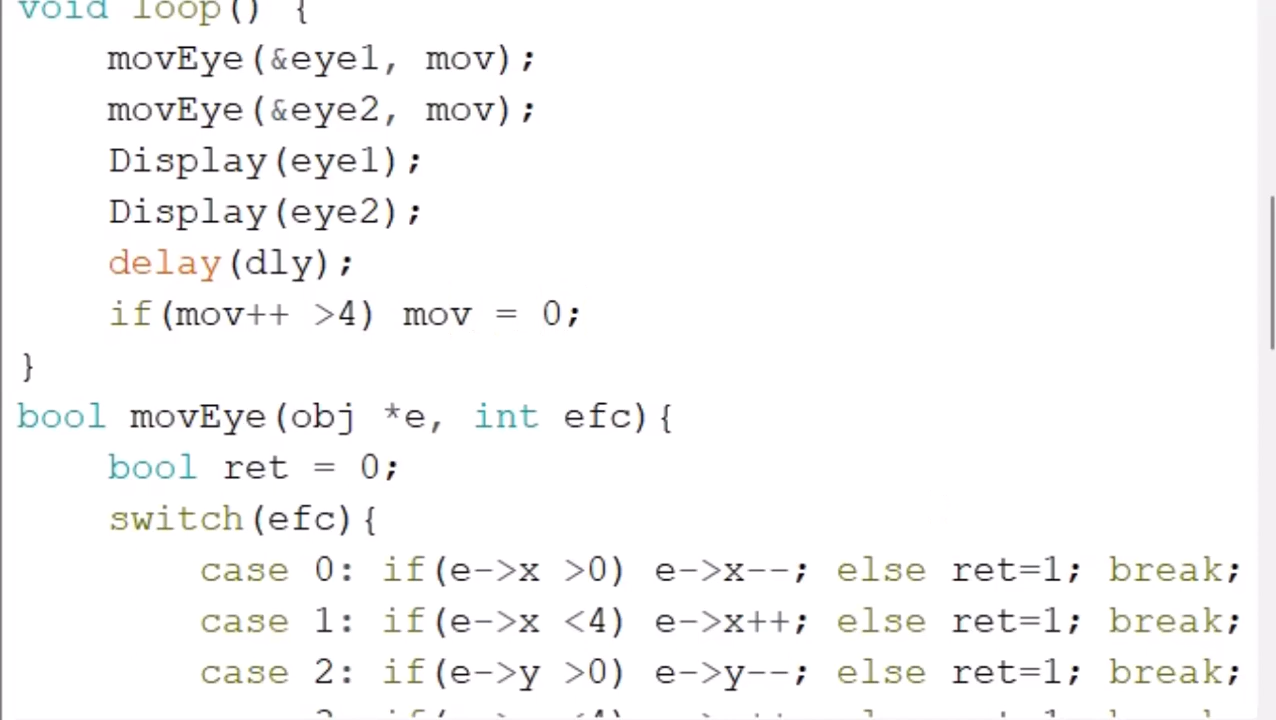 void loop() {
movEye(&eye1, mov);
movEye(&eye2, mov);
Display(eye1);
Display(eye2);
delay(dly);
if(mov++ >4) mov = 0;
}
bool movEye(obj *e, int efc){
bool ret = 0;
switch(efc){
case 0: if(e->x >0) e->x--; else ret=1; break;
case 1: if(e->x <4) e->x++; else ret=1; break;
case 2: if(e->y >0) e->y--; else ret=1; break;